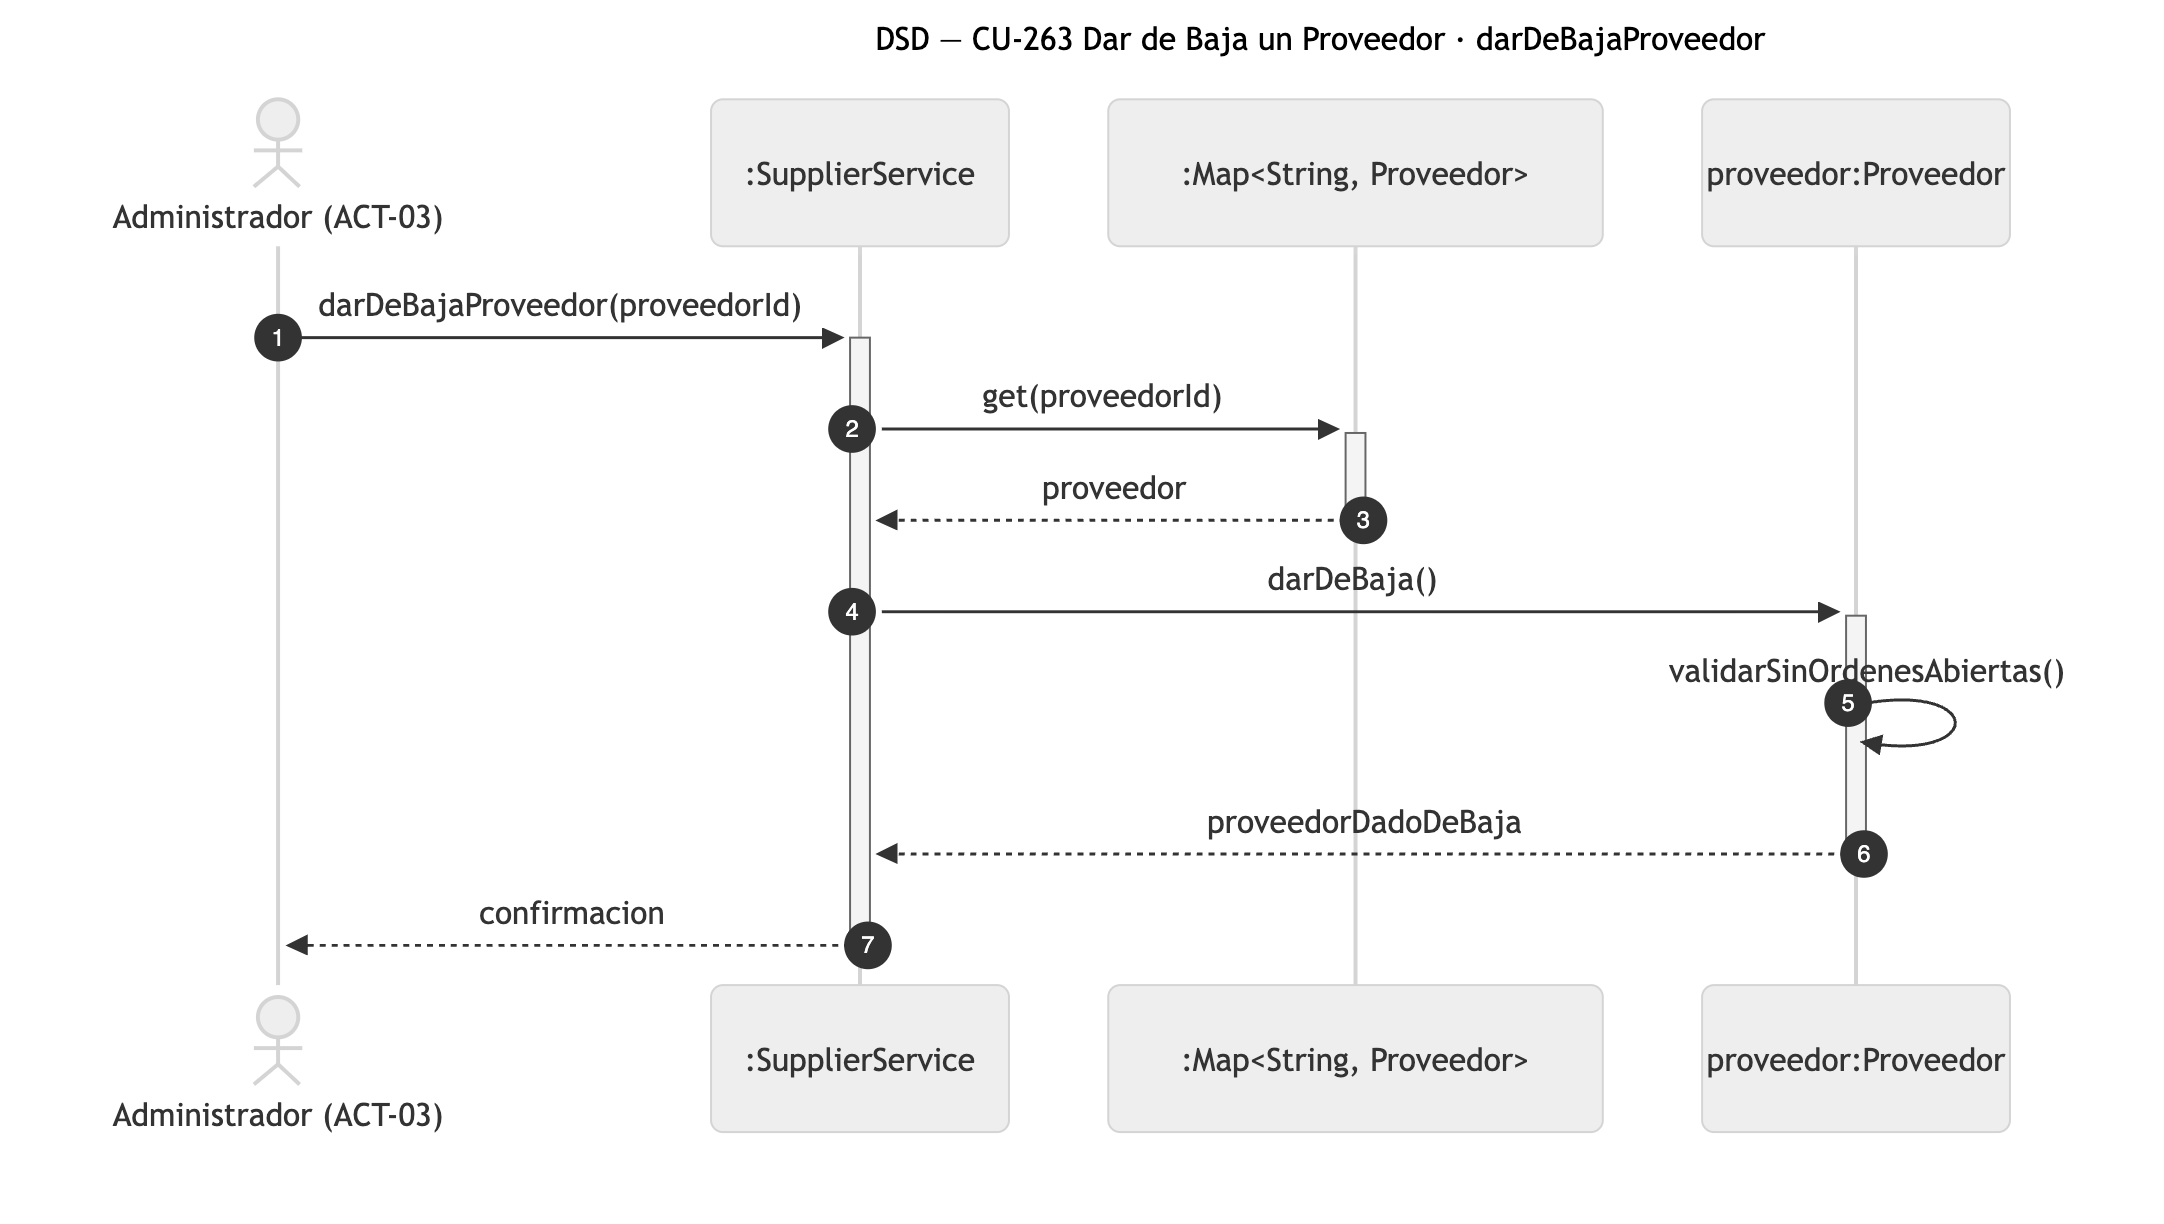 DSD — CU-263 Dar de Baja un Proveedor · darDeBajaProveedor
Administrador (ACT-03)
:SupplierService
:Map<String, Proveedor>
proveedor:Proveedor
darDeBajaProveedor(proveedorId)
1
get(proveedorId)
2
proveedor
3
darDeBaja()
4
validarSinOrdenesAbiertas()
5
proveedorDadoDeBaja
6
confirmacion
7
:SupplierService
:Map<String, Proveedor>
proveedor:Proveedor
Administrador (ACT-03)